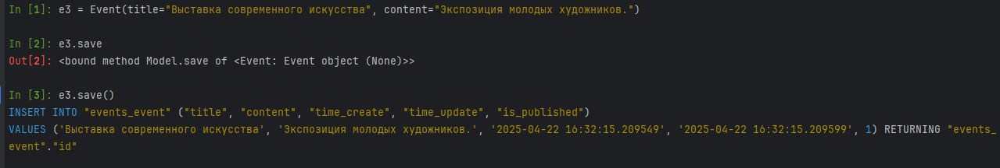 In [1]: e3 = Event(title="Выставка современного искусства", content="Экспозиция молодых художников.")
In [2]: e3.save
Out[2]: <bound method Model.save of <Event: Event object (None)>>
In [3]: e3.save()
INSERT INTO "events_event" ("title", "content", "time_create", "time_update", "is_published")
VALUES ('Выставка современного искусства', 'Экспозиция молодых художников.', '2025-04-22 16:32:15.209549', '2025-04-22 16:32:15.209599', 1) RETURNING "events_
event"."id"